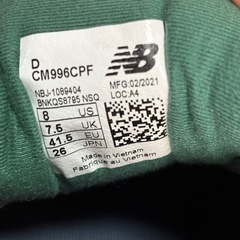 D
CM996CPF
NBJ-1089404
BNKQS8795 NSQ
MFG:02/2021
LOC:A4
8 US
7.5 UK
41.5 EU
26 JPN
Made in Vietnam
Fabriqué au Vietnam